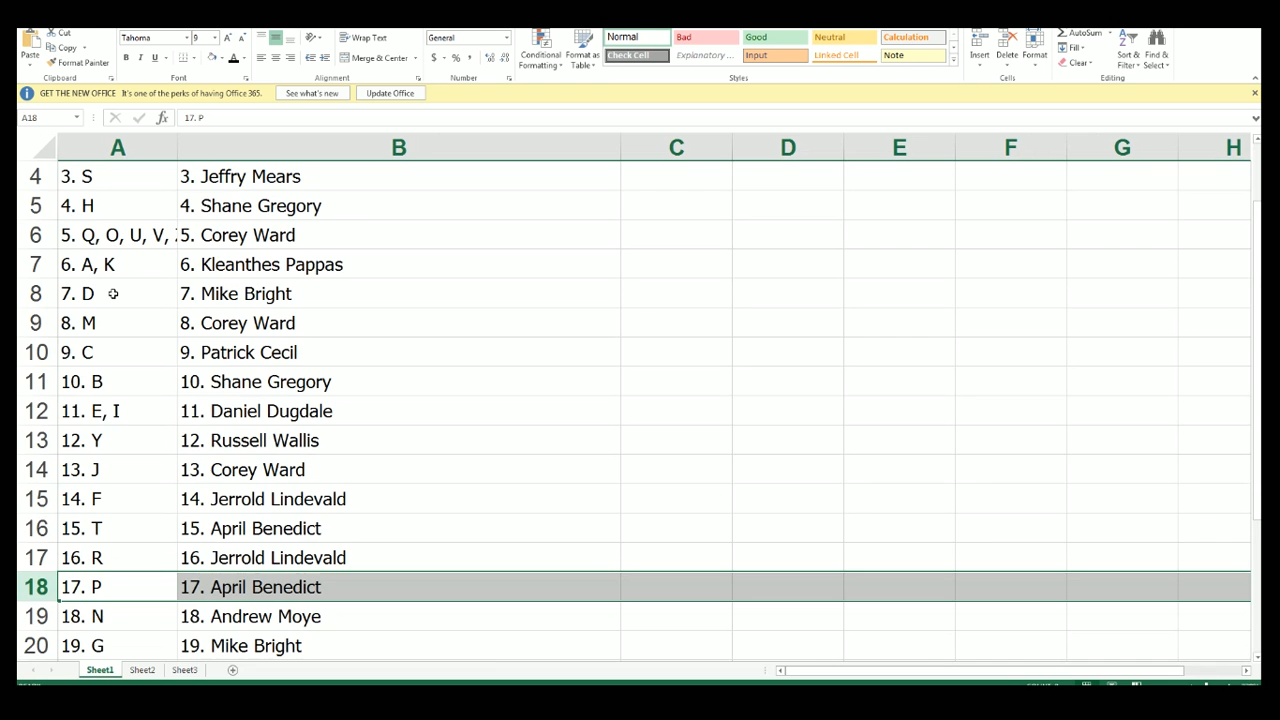 Cut
Copy
Format Painter
Paste
Clipboard
Tahoma 9 A A
B I U A
Font
Wrap Text
Merge & Center
Alignment
General
$ % ,
Number
Conditional Formatting
Format as Table
Normal Bad Good Neutral Calculation
Check Cell Explanatory ... Input Linked Cell Note
Styles
Insert Delete Format
Cells
AutoSum
Fill
Clear
Sort & Filter
Find & Select
Editing
GET THE NEW OFFICE It's one of the perks of having Office 365. See what's new Update Office
A18 fx 17. P
A B C D E F G H
4 3. S 3. Jeffry Mears
5 4. H 4. Shane Gregory
6 5. Q, O, U, V, 5. Corey Ward
7 6. A, K 6. Kleanthes Pappas
8 7. D 7. Mike Bright
9 8. M 8. Corey Ward
10 9. C 9. Patrick Cecil
11 10. B 10. Shane Gregory
12 11. E, I 11. Daniel Dugdale
13 12. Y 12. Russell Wallis
14 13. J 13. Corey Ward
15 14. F 14. Jerrold Lindevald
16 15. T 15. April Benedict
17 16. R 16. Jerrold Lindevald
18 17. P 17. April Benedict
19 18. N 18. Andrew Moye
20 19. G 19. Mike Bright
Sheet1 Sheet2 Sheet3